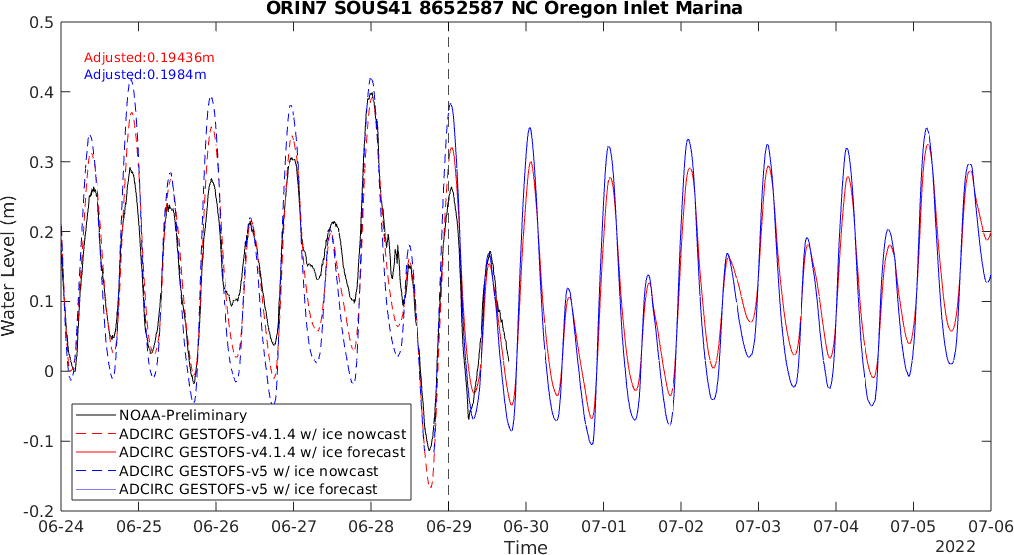 ORIN7 SOUS41 8652587 NC Oregon Inlet Marina
0.5
Adjusted:0.19436m
Adjusted:0.1984m
0.4
0.3
0.2
0.1
0
-0.1
-0.2
Water Level (m)
NOAA-Preliminary
ADCIRC GESTOFS-v4.1.4 w/ ice nowcast
ADCIRC GESTOFS-v4.1.4 w/ ice forecast
ADCIRC GESTOFS-v5 w/ ice nowcast
ADCIRC GESTOFS-v5 w/ ice forecast
06-24 06-25 06-26 06-27 06-28 06-29 06-30 07-01 07-02 07-03 07-04 07-05 07-06
Time
2022